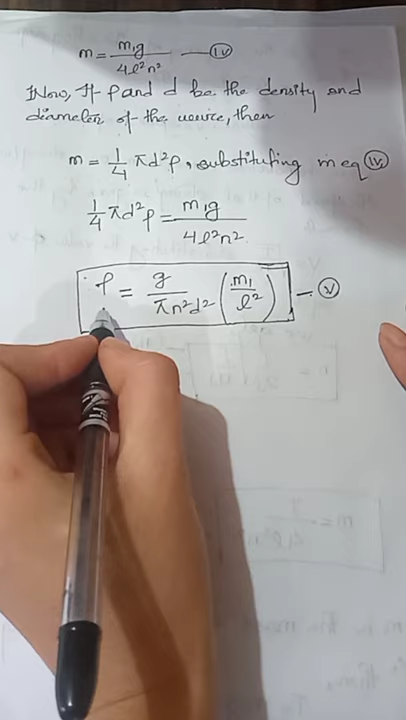 m = m₁g / 4l²n² — (iv)
Now, If ρ and d be the density and
diameter of the wire, then
m = 1/4 πd²ρ, substituting m eq (iv),
1/4 πd²ρ = m₁g / 4l²n²
ρ = g / πn²d² (m₁ / l²) — (v)